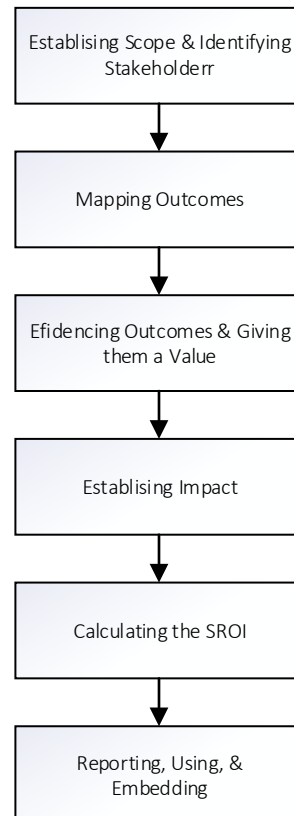 Establising Scope & Identifying
Stakeholderr
Mapping Outcomes
Efidencing Outcomes & Giving
them a Value
Establising Impact
Calculating the SROI
Reporting, Using, &
Embedding